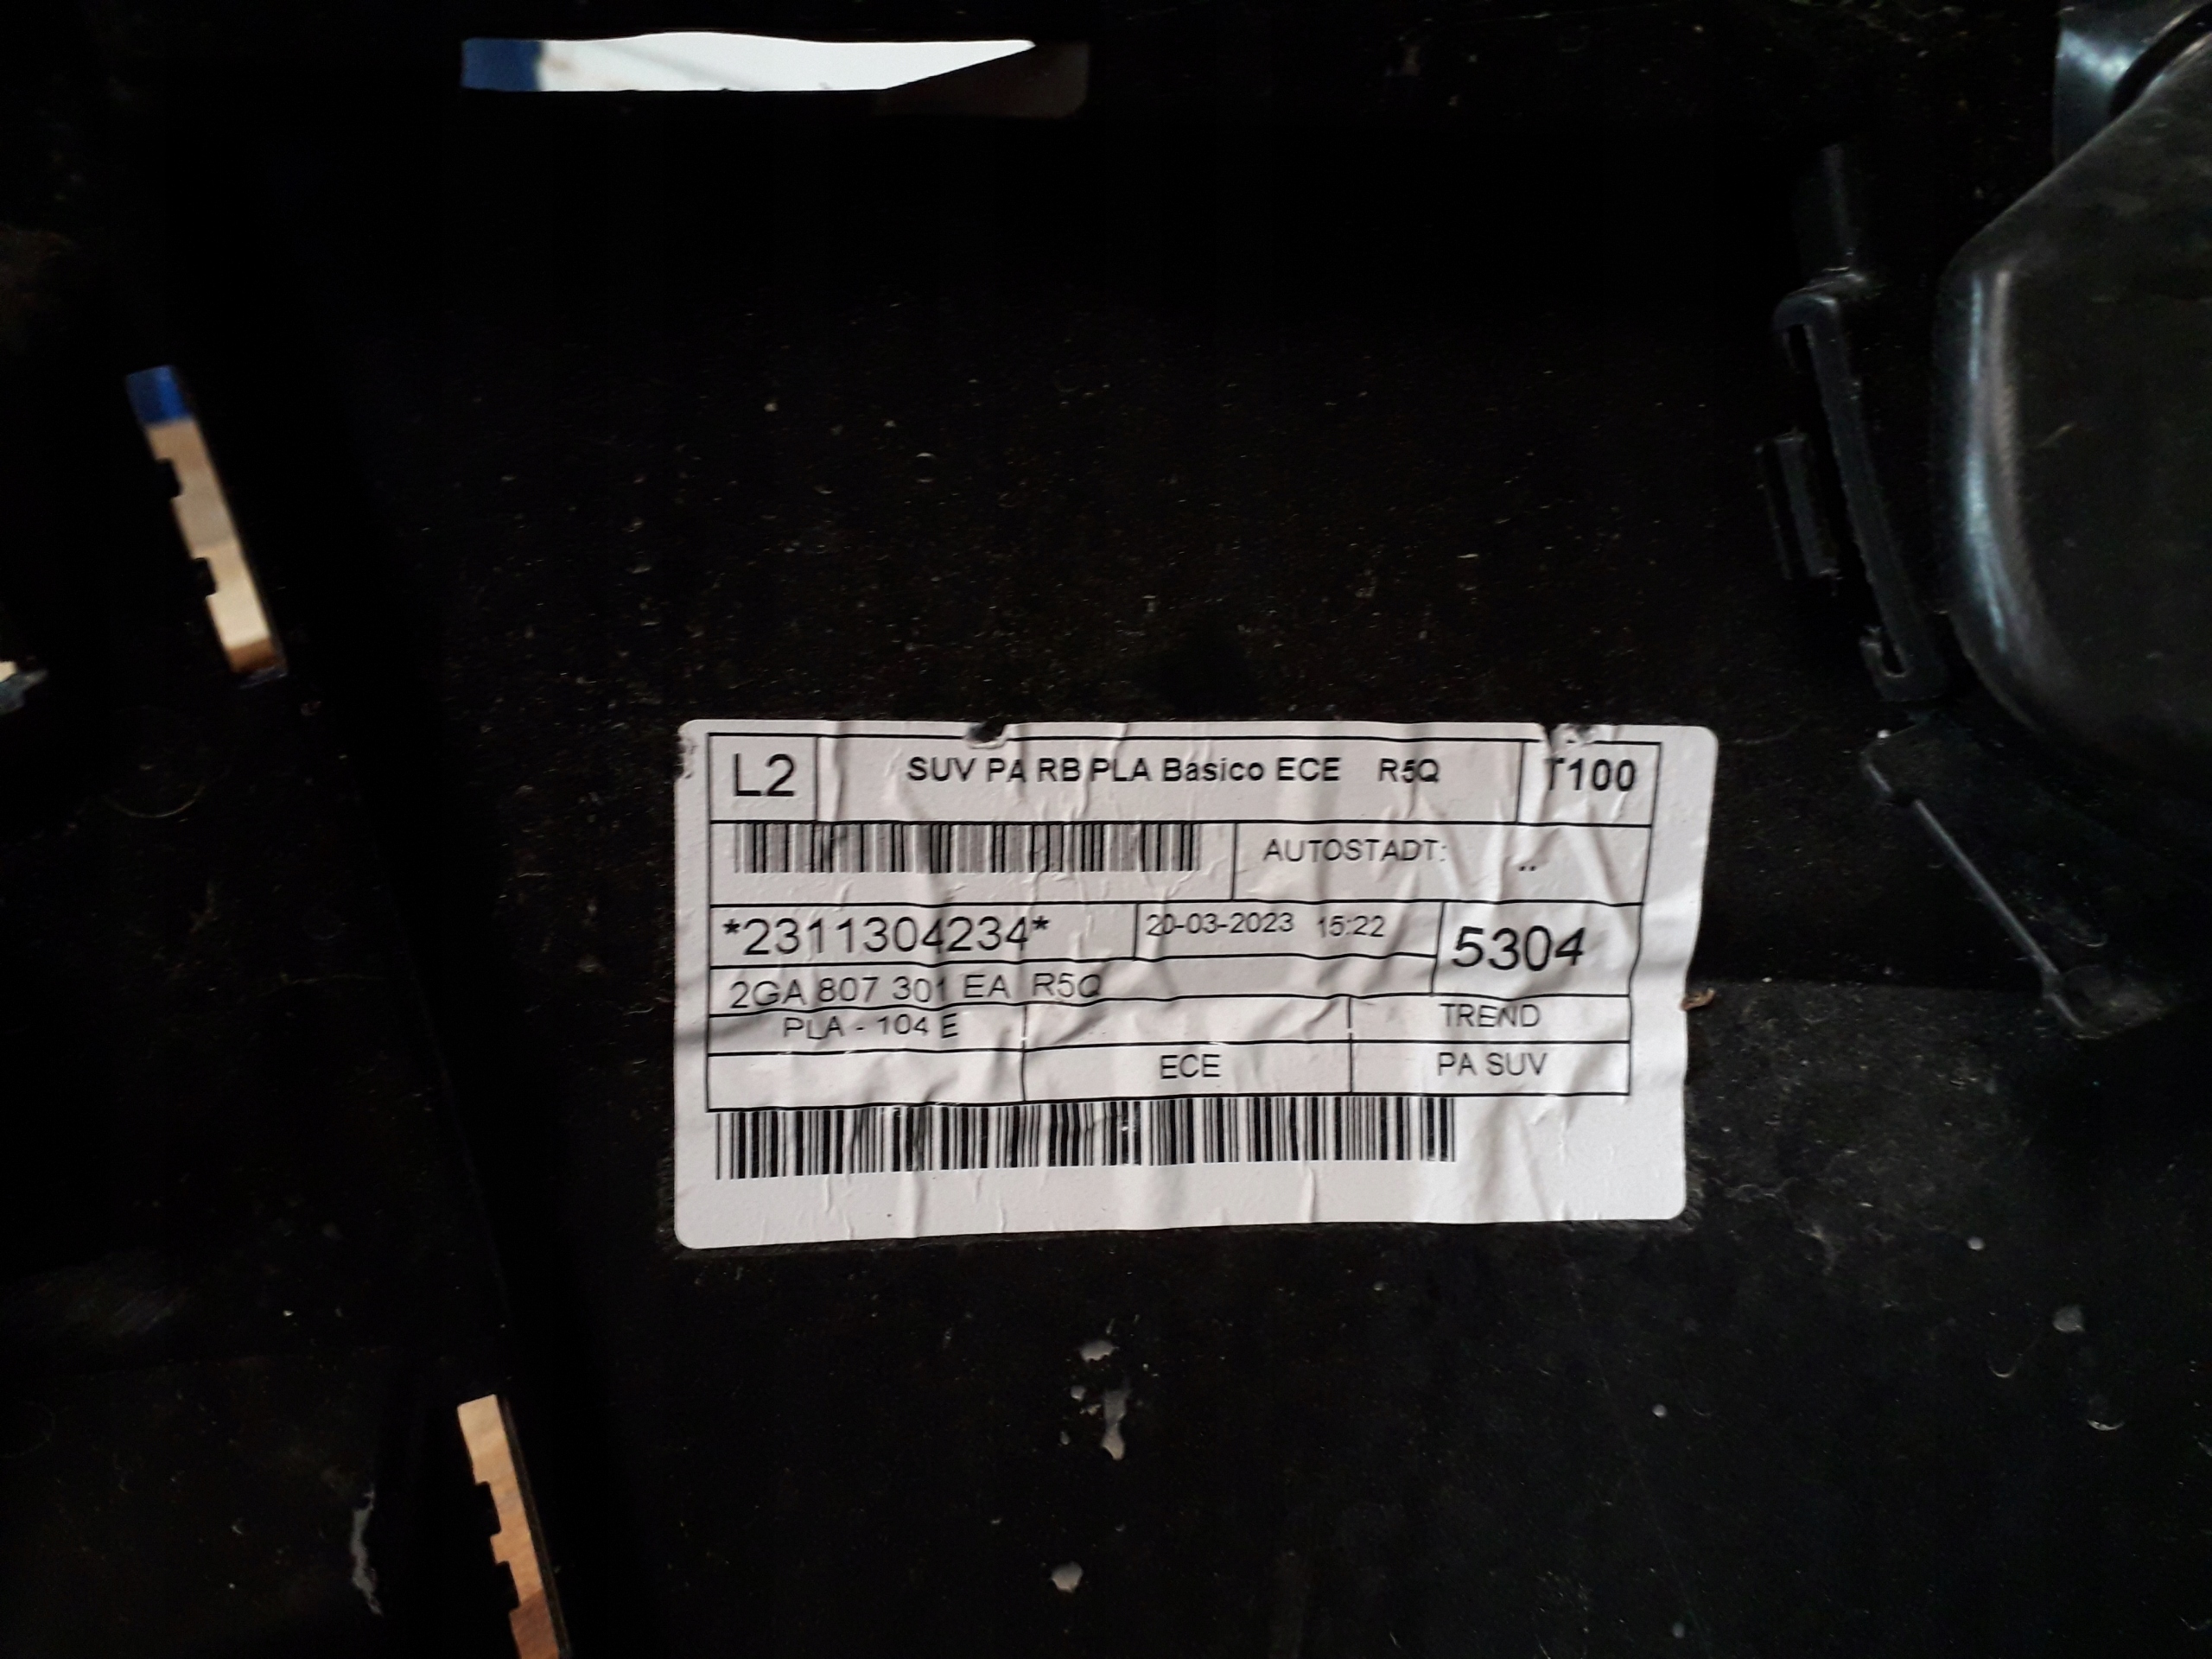 L2 SUV PA RB PLA Básico ECE R5Q T100
AUTOSTADT: ..
*2311304234* 20-03-2023 15:22 5304
2GA 807 301 EA R5Q
PLA - 104 E TREND
ECE PA SUV